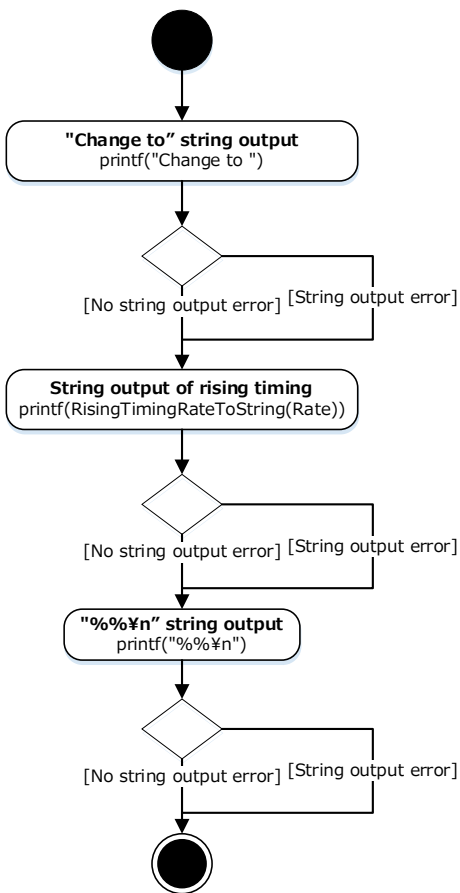 "Change to” string output
printf("Change to ")
[No string output error]
[String output error]
String output of rising timing
printf(RisingTimingRateToString(Rate))
[No string output error]
[String output error]
"%%¥n” string output
printf("%%¥n")
[No string output error]
[String output error]